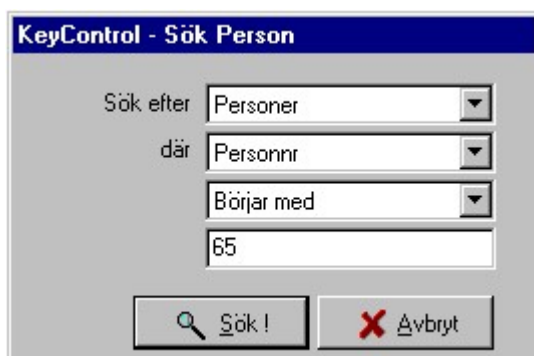 KeyControl - Sök Person
Sök efter Personer
där Personnr
Börjar med
65
Sök ! Avbryt